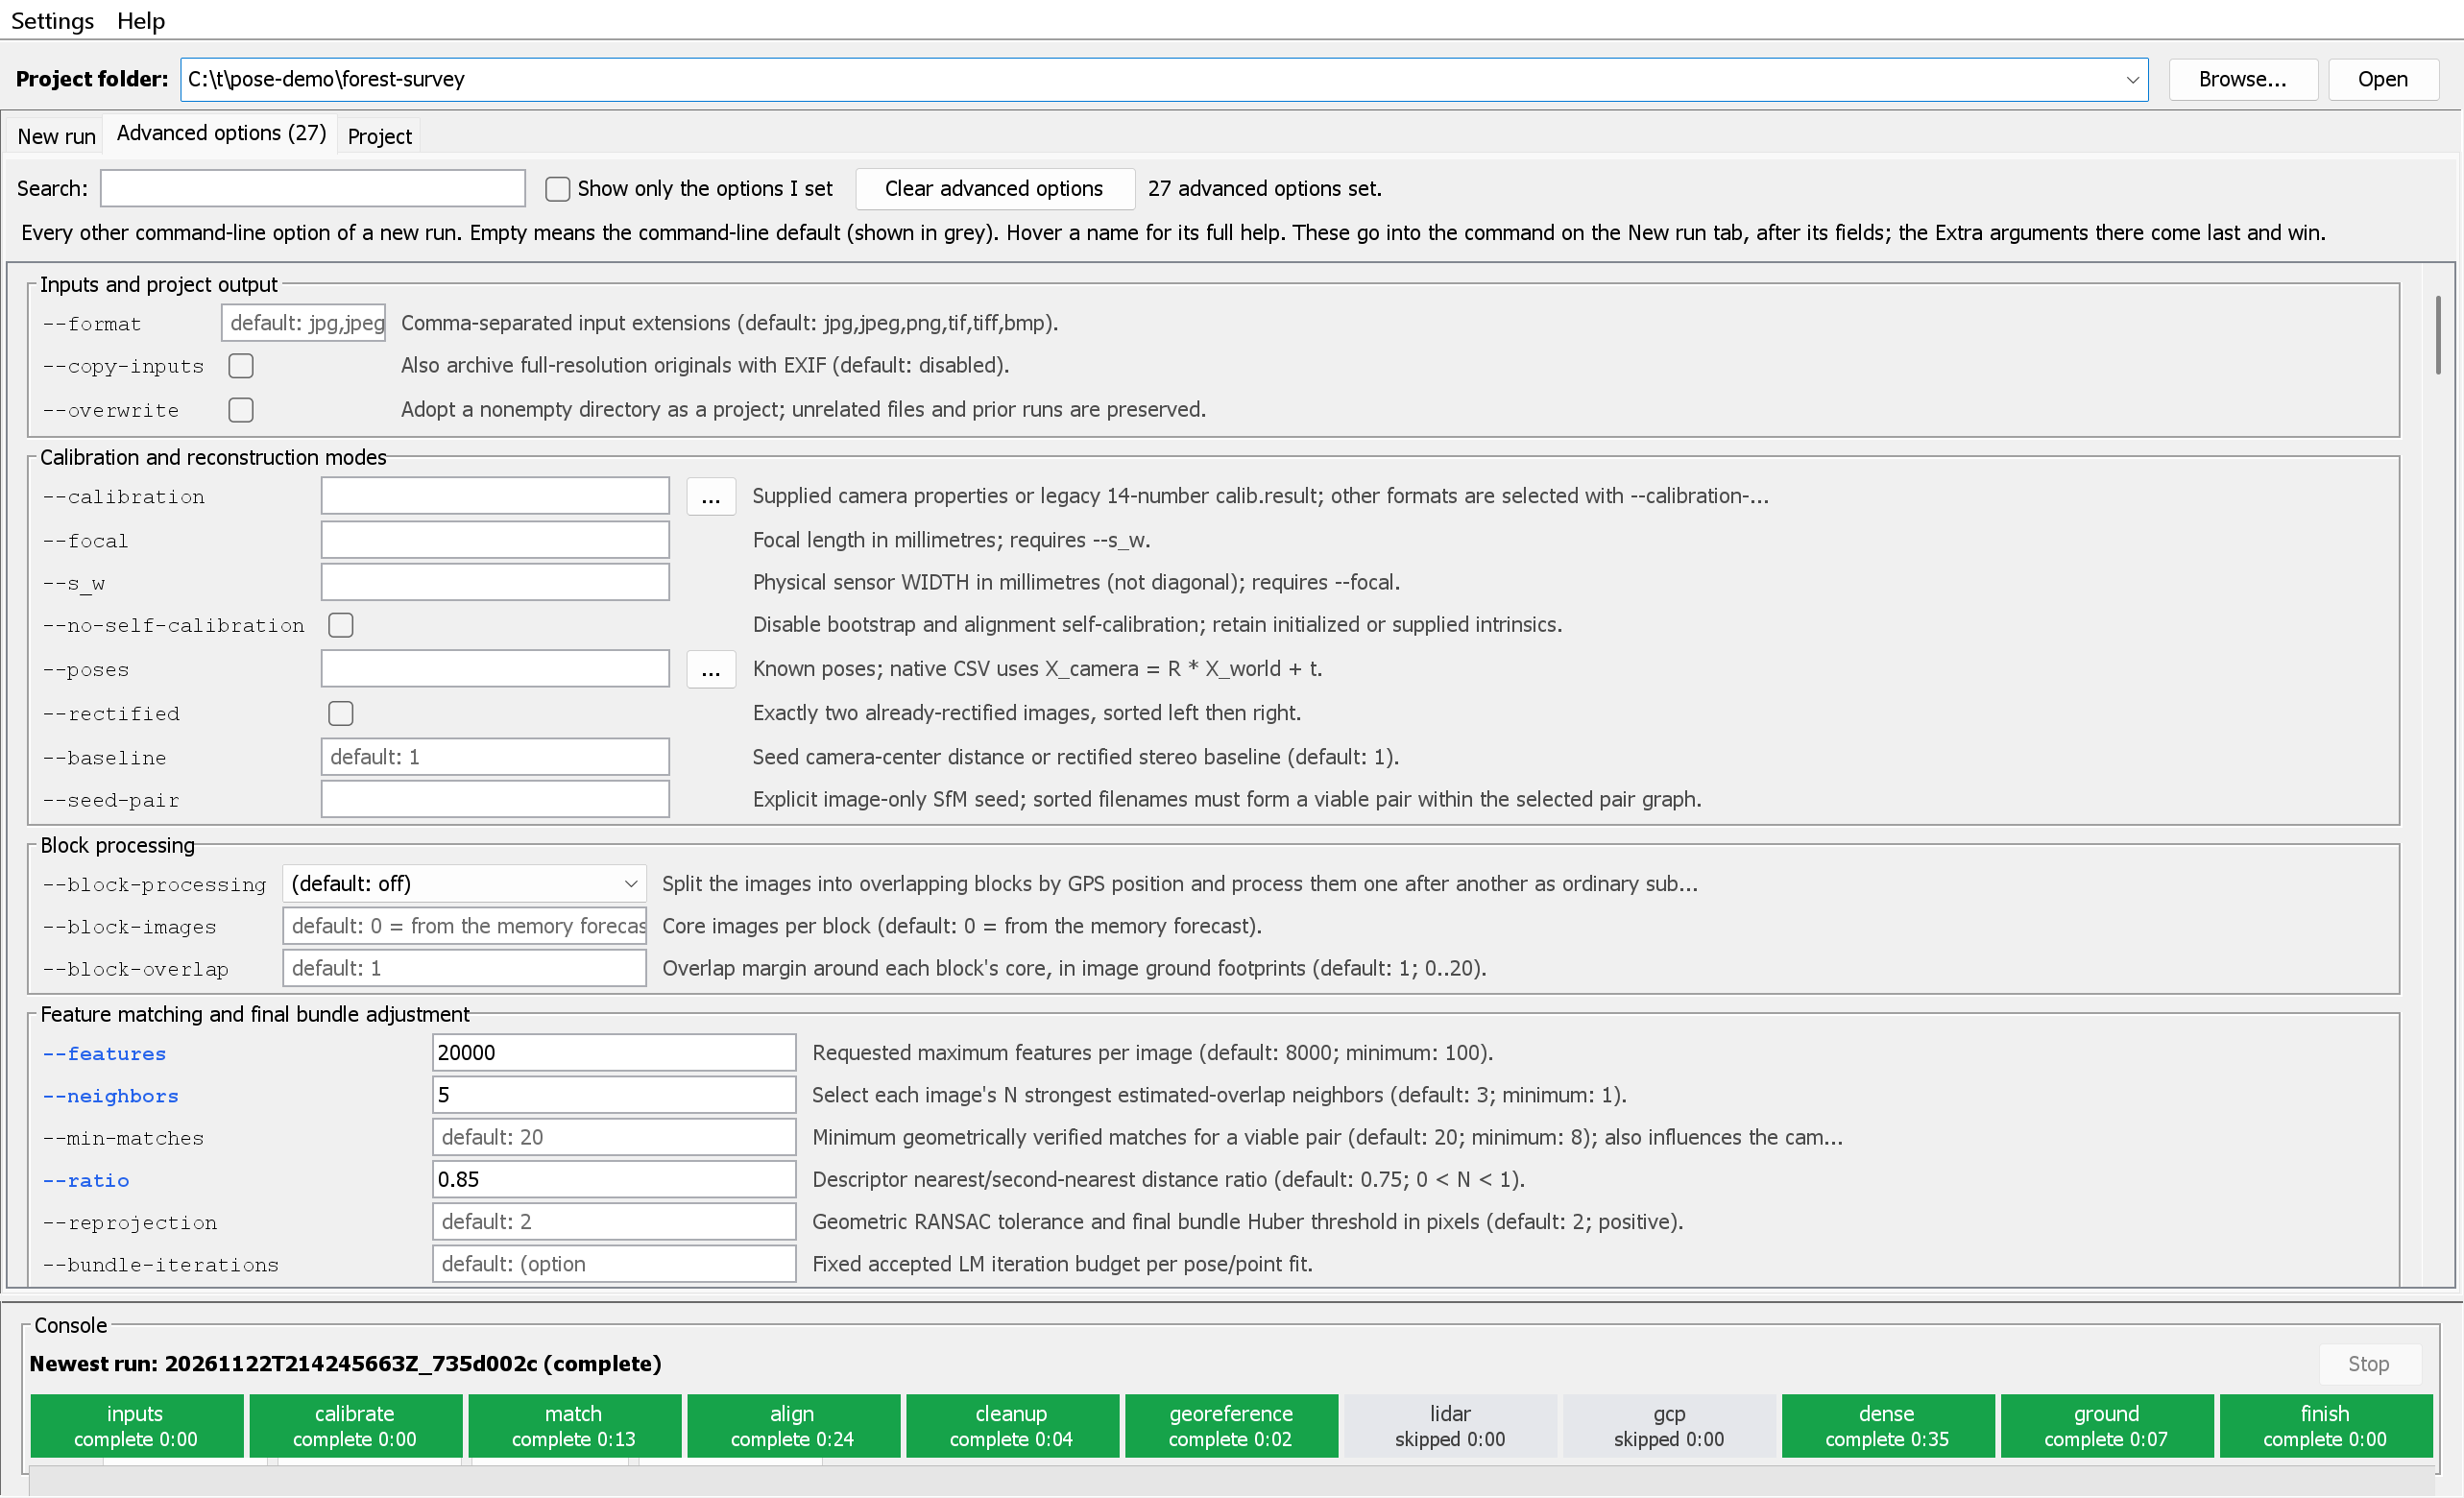 Settings Help
Project folder: C:\t\pose-demo\forest-survey Browse... Open
New run Advanced options (27) Project
Search: Show only the options I set Clear advanced options 27 advanced options set.
Every other command-line option of a new run. Empty means the command-line default (shown in grey). Hover a name for its full help. These go into the command on the New run tab, after its fields; the Extra arguments there come last and win.
Inputs and project output
--format default: jpg,jpeg Comma-separated input extensions (default: jpg,jpeg,png,tif,tiff,bmp).
--copy-inputs Also archive full-resolution originals with EXIF (default: disabled).
--overwrite Adopt a nonempty directory as a project; unrelated files and prior runs are preserved.
Calibration and reconstruction modes
--calibration ... Supplied camera properties or legacy 14-number calib.result; other formats are selected with --calibration-...
--focal Focal length in millimetres; requires --s_w.
--s_w Physical sensor WIDTH in millimetres (not diagonal); requires --focal.
--no-self-calibration Disable bootstrap and alignment self-calibration; retain initialized or supplied intrinsics.
--poses ... Known poses; native CSV uses X_camera = R * X_world + t.
--rectified Exactly two already-rectified images, sorted left then right.
--baseline default: 1 Seed camera-center distance or rectified stereo baseline (default: 1).
--seed-pair Explicit image-only SfM seed; sorted filenames must form a viable pair within the selected pair graph.
Block processing
--block-processing (default: off) Split the images into overlapping blocks by GPS position and process them one after another as ordinary sub...
--block-images default: 0 = from the memory forecas Core images per block (default: 0 = from the memory forecast).
--block-overlap default: 1 Overlap margin around each block's core, in image ground footprints (default: 1; 0..20).
Feature matching and final bundle adjustment
--features 20000 Requested maximum features per image (default: 8000; minimum: 100).
--neighbors 5 Select each image's N strongest estimated-overlap neighbors (default: 3; minimum: 1).
--min-matches default: 20 Minimum geometrically verified matches for a viable pair (default: 20; minimum: 8); also influences the cam...
--ratio 0.85 Descriptor nearest/second-nearest distance ratio (default: 0.75; 0 < N < 1).
--reprojection default: 2 Geometric RANSAC tolerance and final bundle Huber threshold in pixels (default: 2; positive).
--bundle-iterations default: (option Fixed accepted LM iteration budget per pose/point fit.
Console
Newest run: 20261122T214245663Z_735d002c (complete) Stop
inputs calibrate match align cleanup georeference lidar gcp dense ground finish
complete 0:00 complete 0:00 complete 0:13 complete 0:24 complete 0:04 complete 0:02 skipped 0:00 skipped 0:00 complete 0:35 complete 0:07 complete 0:00